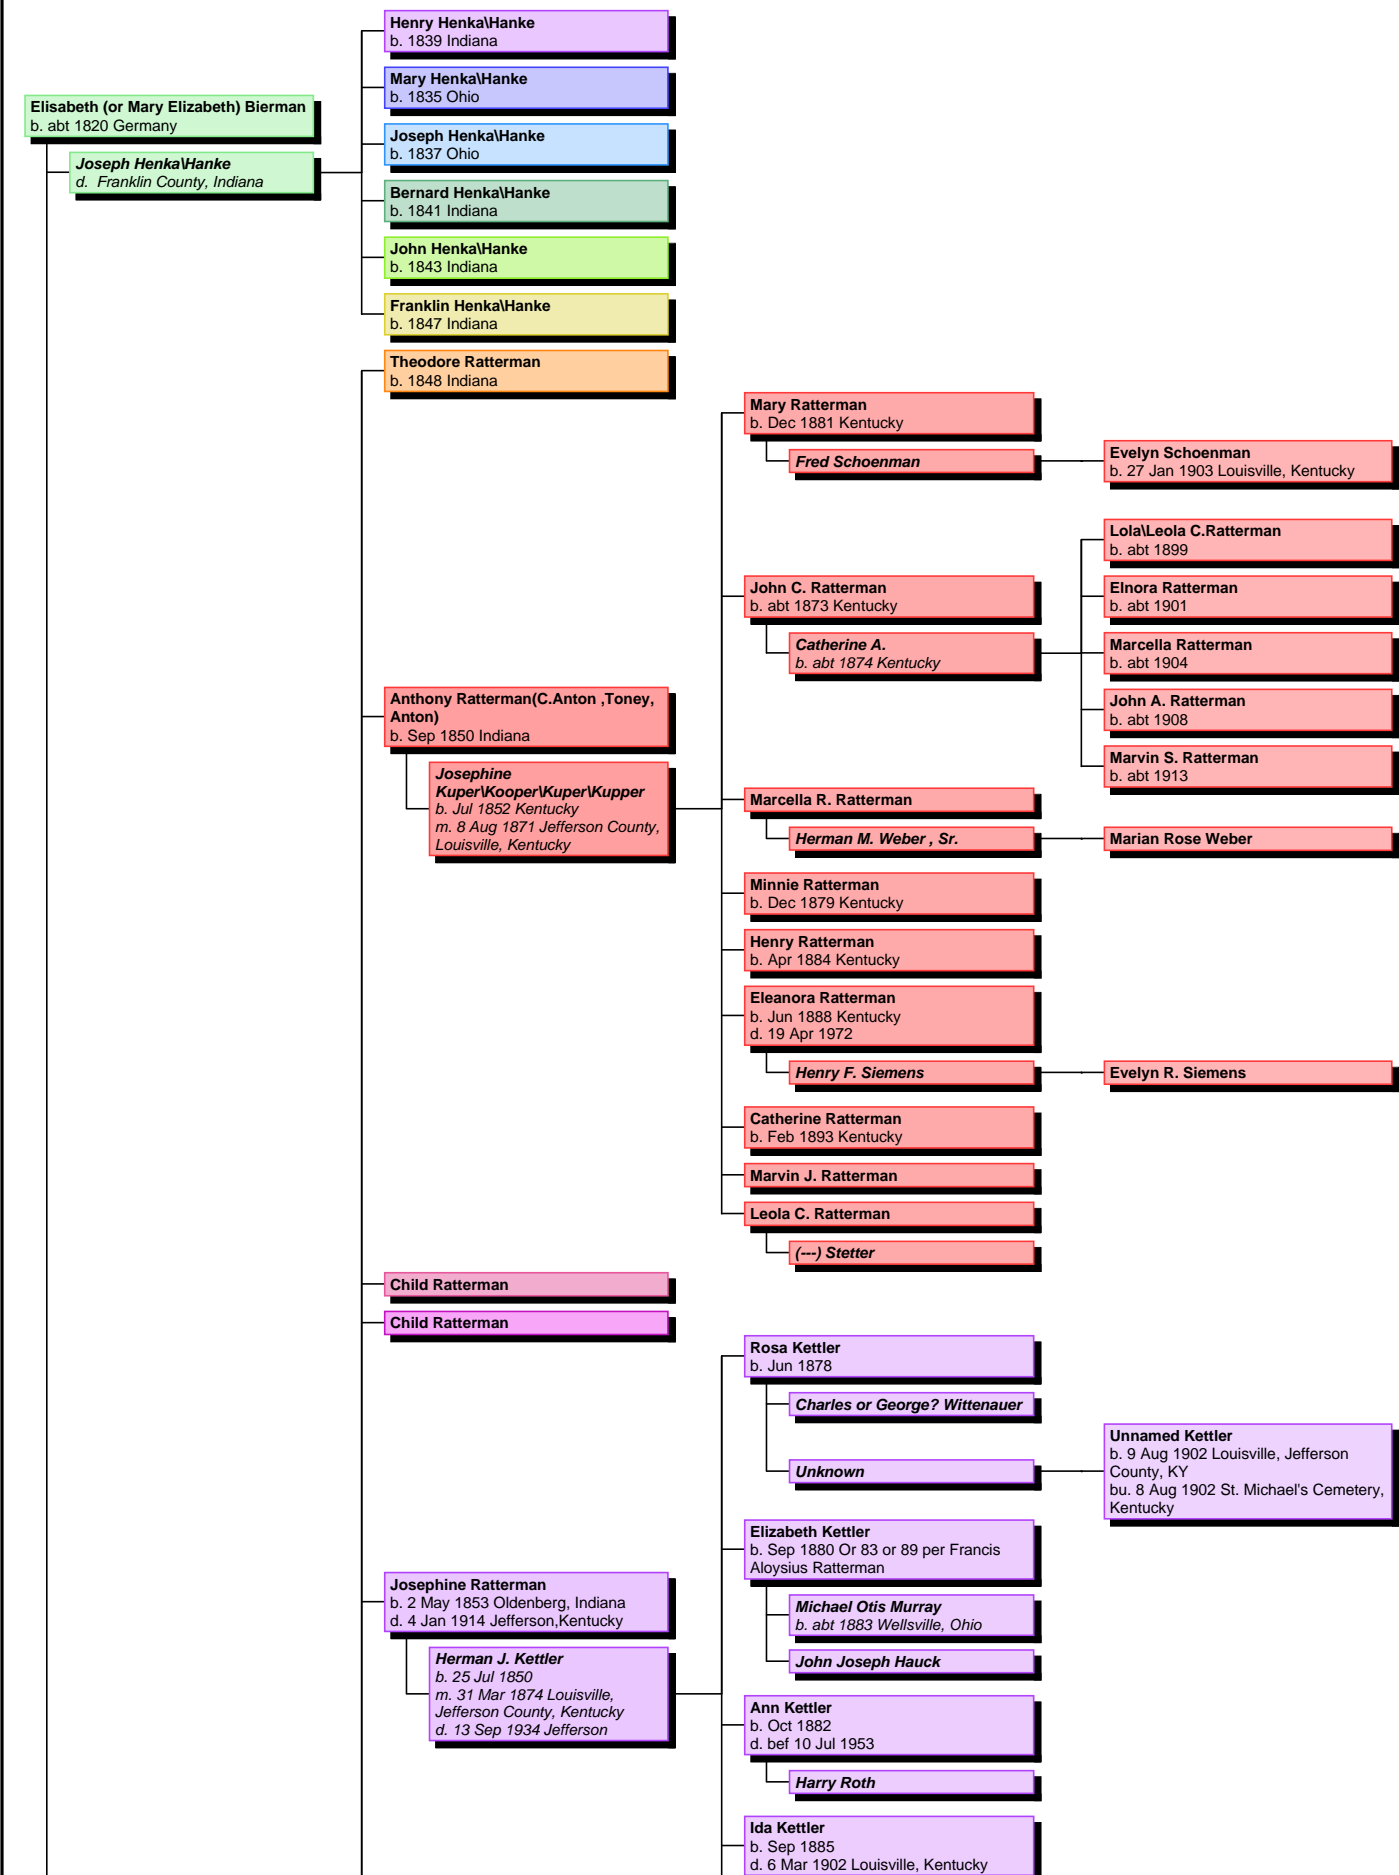 Elisabeth (or Mary Elizabeth) Bierman
b. abt 1820 Germany
Joseph Henka\Hanke
d.  Franklin County, Indiana
Henry Henka\Hanke
b. 1839 Indiana
Mary Henka\Hanke
b. 1835 Ohio
Joseph Henka\Hanke
b. 1837 Ohio
Bernard Henka\Hanke
b. 1841 Indiana
John Henka\Hanke
b. 1843 Indiana
Franklin Henka\Hanke
b. 1847 Indiana
Theodore Ratterman
b. 1848 Indiana
Anthony Ratterman(C.Anton ,Toney,
Anton)
b. Sep 1850 Indiana
Josephine
Kuper\Kooper\Kuper\Kupper
b. Jul 1852 Kentucky
m. 8 Aug 1871 Jefferson County,
Louisville, Kentucky
Mary Ratterman
b. Dec 1881 Kentucky
Fred Schoenman
Evelyn Schoenman
b. 27 Jan 1903 Louisville, Kentucky
John C. Ratterman
b. abt 1873 Kentucky
Catherine A.
b. abt 1874 Kentucky
Lola\Leola C.Ratterman
b. abt 1899
Elnora Ratterman
b. abt 1901
Marcella Ratterman
b. abt 1904
John A. Ratterman
b. abt 1908
Marvin S. Ratterman
b. abt 1913
Marcella R. Ratterman
Herman M. Weber , Sr.
Marian Rose Weber
Minnie Ratterman
b. Dec 1879 Kentucky
Henry Ratterman
b. Apr 1884 Kentucky
Eleanora Ratterman
b. Jun 1888 Kentucky
d. 19 Apr 1972
Henry F. Siemens
Evelyn R. Siemens
Catherine Ratterman
b. Feb 1893 Kentucky
Marvin J. Ratterman
Leola C. Ratterman
(---) Stetter
Child Ratterman
Child Ratterman
Josephine Ratterman
b. 2 May 1853 Oldenberg, Indiana
d. 4 Jan 1914 Jefferson,Kentucky
Herman J. Kettler
b. 25 Jul 1850
m. 31 Mar 1874 Louisville,
Jefferson County, Kentucky
d. 13 Sep 1934 Jefferson
Rosa Kettler
b. Jun 1878
Charles or George? Wittenauer
Unknown
Unnamed Kettler
b. 9 Aug 1902 Louisville, Jefferson
County, KY
bu. 8 Aug 1902 St. Michael's Cemetery,
Kentucky
Elizabeth Kettler
b. Sep 1880 Or 83 or 89 per Francis
Aloysius Ratterman
Michael Otis Murray
b. abt 1883 Wellsville, Ohio
John Joseph Hauck
Ann Kettler
b. Oct 1882
d. bef 10 Jul 1953
Harry Roth
Ida Kettler
b. Sep 1885
d. 6 Mar 1902 Louisville, Kentucky